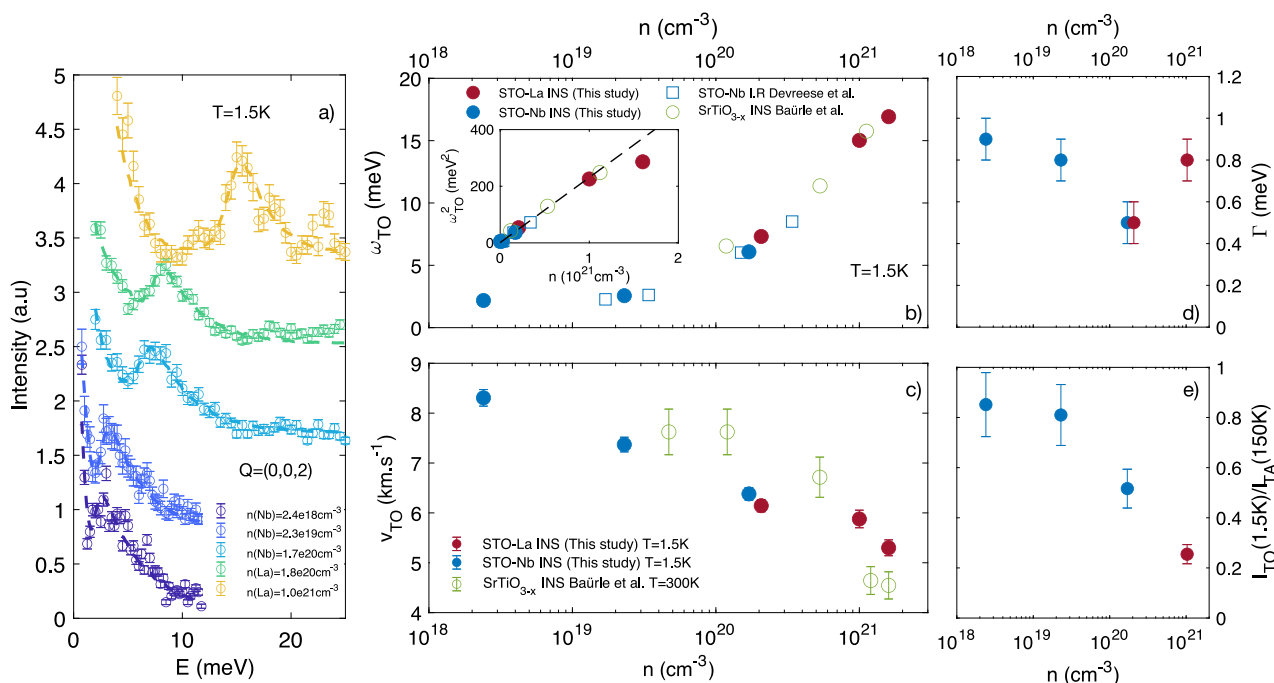 T=1.5K
a)
Q=(0,0,2)
n(Nb)=2.4e18cm⁻³
n(Nb)=2.3e19cm⁻³
n(Nb)=1.7e20cm⁻³
n(La)=1.8e20cm⁻³
n(La)=1.0e21cm⁻³
Intensity (a.u)
5
4.5
4
3.5
3
2.5
2
1.5
1
0.5
0
0 10 20
E (meV)
n (cm⁻³)
10¹⁸ 10¹⁹ 10²⁰ 10²¹
STO-La INS (This study)
STO-Nb INS (This study)
STO-Nb I.R Devreese et al.
SrTiO₃₋ₓ INS Baürle et al.
ω_TO (meV)
20
15
10
5
0
ω²_TO (meV²)
400
200
0
0 1 2
n (10²¹cm⁻³)
T=1.5K
b)
c)
v_TO (km.s⁻¹)
9
8
7
6
5
4
STO-La INS (This study) T=1.5K
STO-Nb INS (This study) T=1.5K
SrTiO₃₋ₓ INS Baürle et al. T=300K
10¹⁸ 10¹⁹ 10²⁰ 10²¹
n (cm⁻³)
n (cm⁻³)
10¹⁸ 10¹⁹ 10²⁰ 10²¹
1.2
1
0.8
0.6
0.4
0.2
0
Γ (meV)
d)
e)
1
0.8
0.6
0.4
0.2
0
I_TO(1.5K)/I_TA(150K)
10¹⁸ 10¹⁹ 10²⁰ 10²¹
n (cm⁻³)